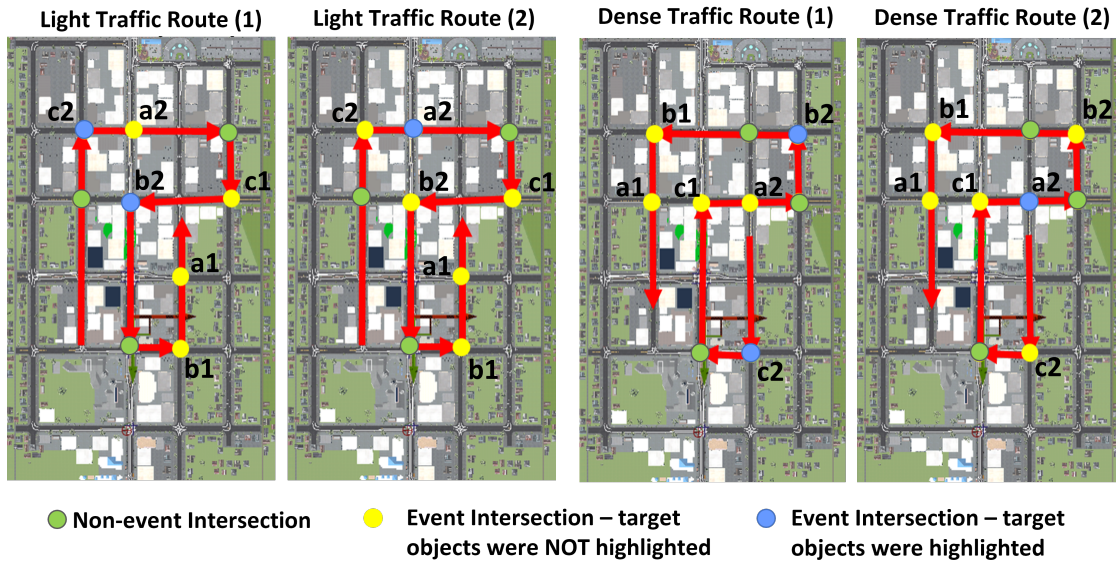 Light Traffic Route (1)
Light Traffic Route (2)
Dense Traffic Route (1)
Dense Traffic Route (2)
c2
a2
b2
c1
a1
b1
c2
a2
b2
c1
a1
b1
b1
b2
a1
c1
a2
c2
b1
b2
a1
c1
a2
c2
Non-event Intersection
Event Intersection – target
objects were NOT highlighted
Event Intersection – target
objects were highlighted